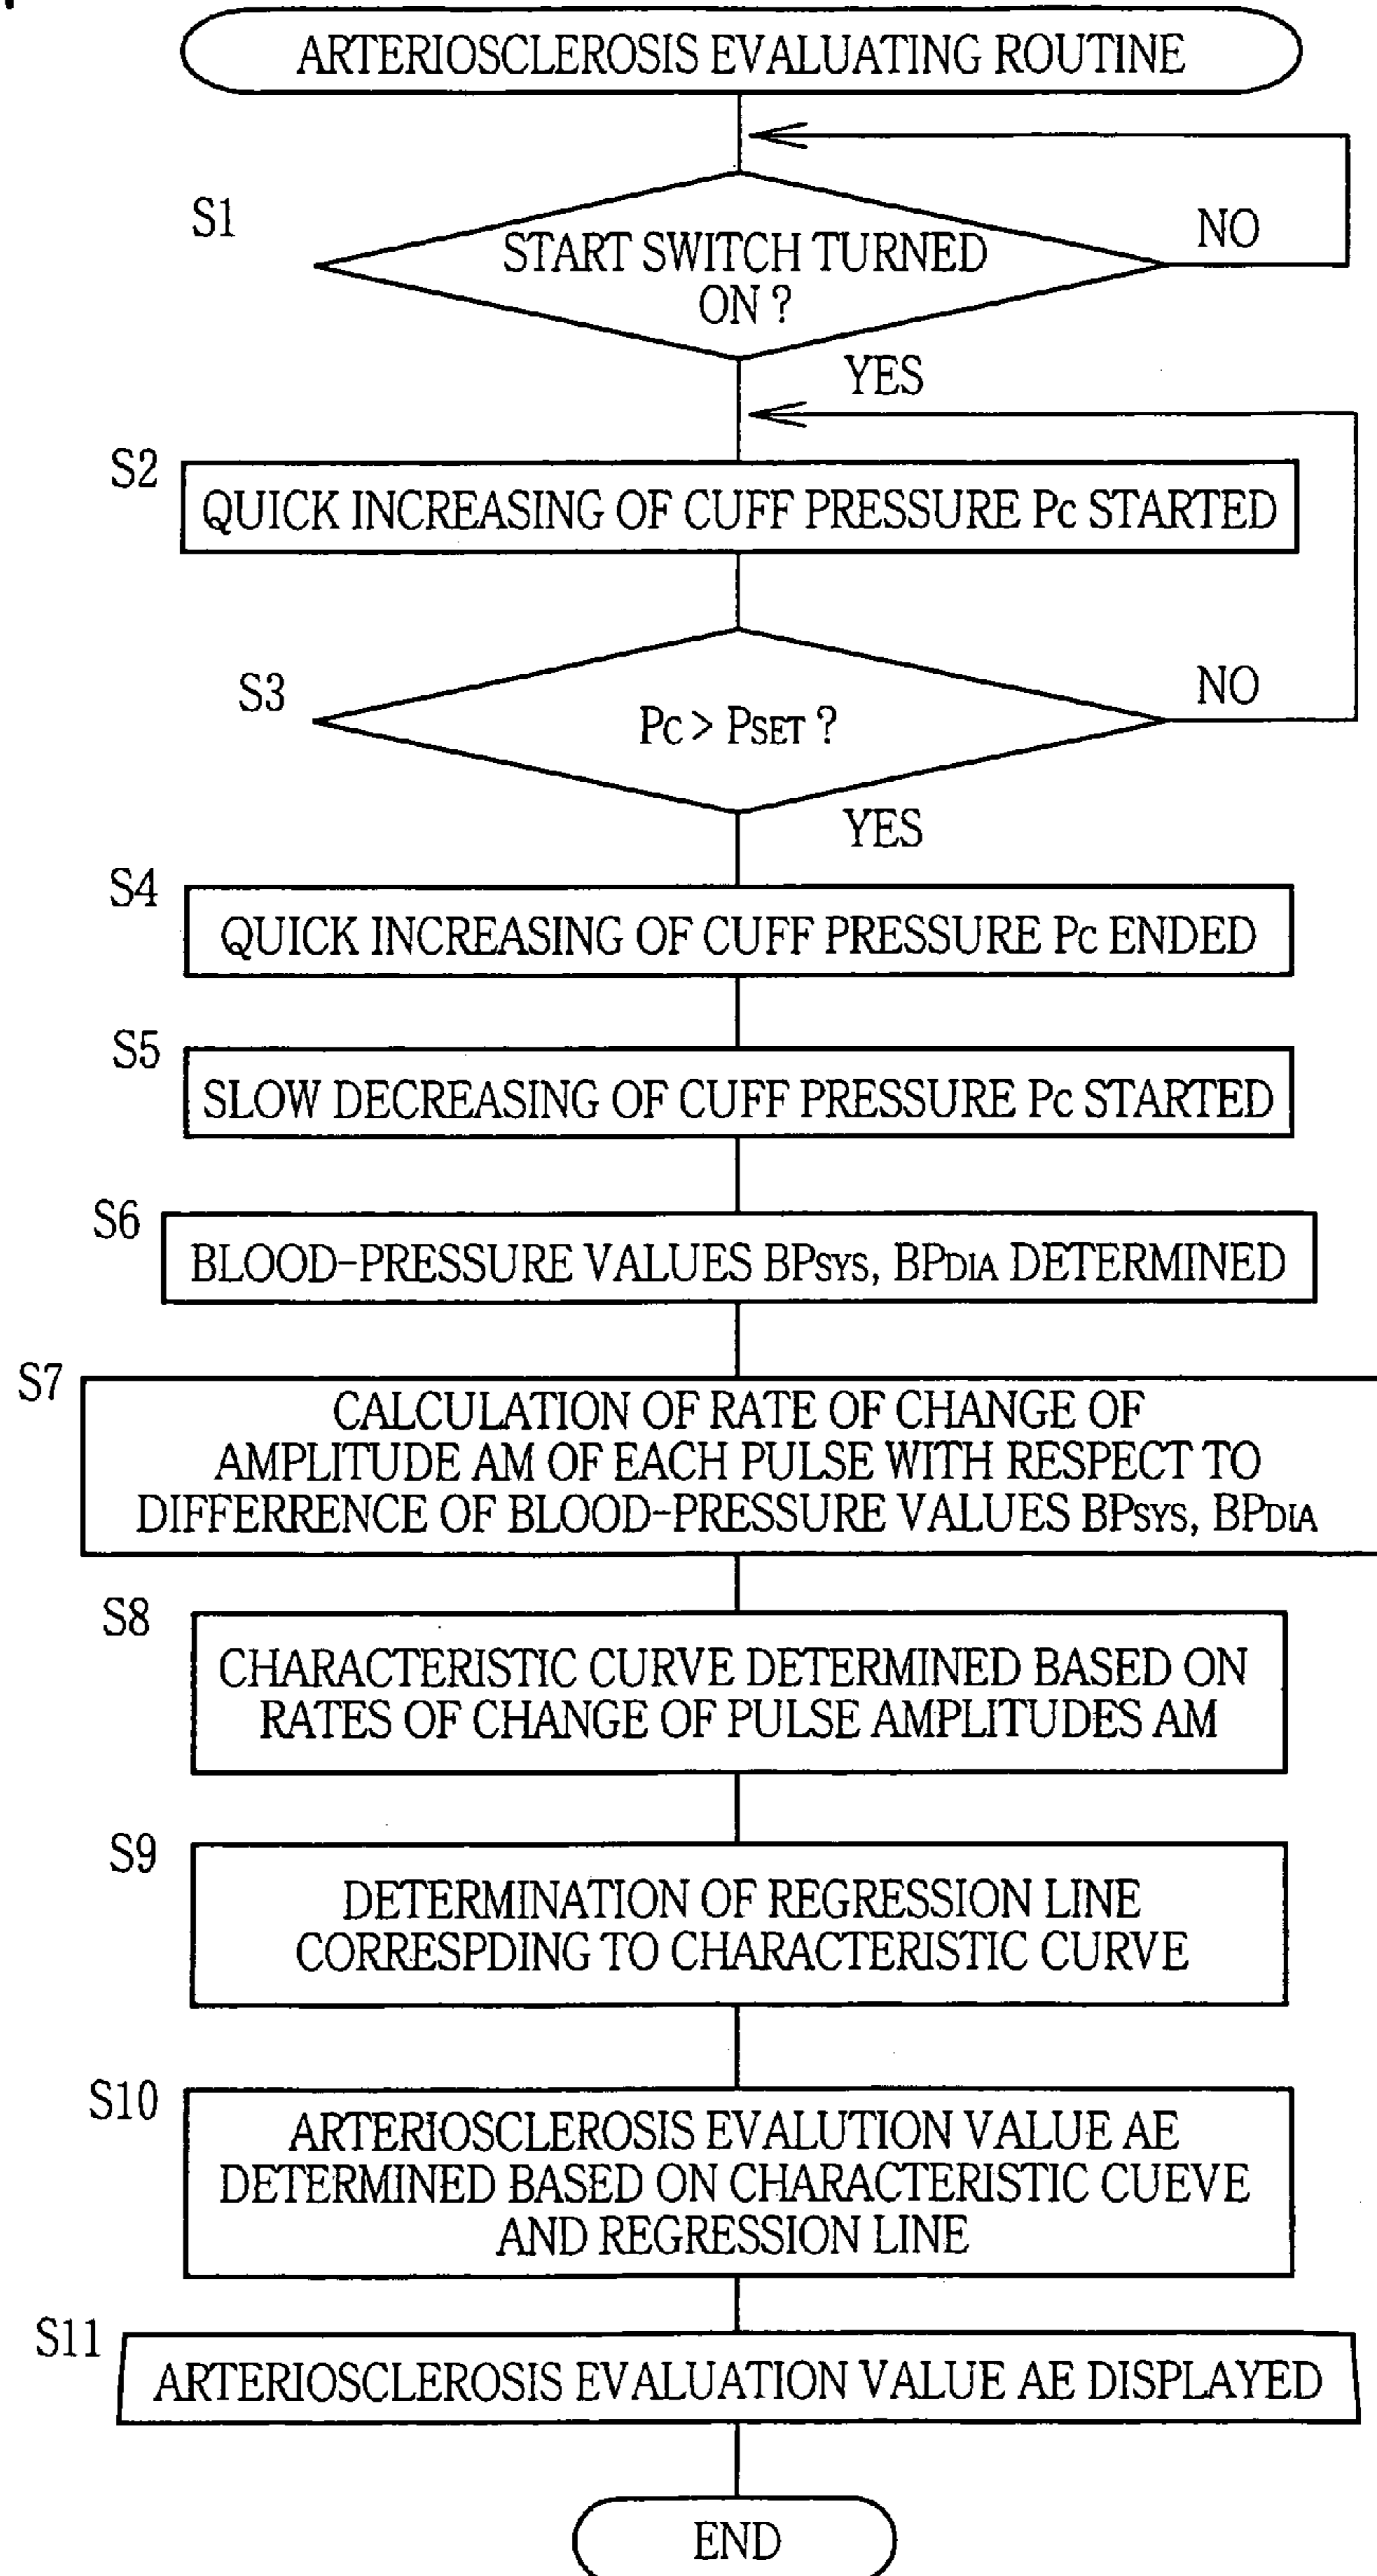 ARTERIOSCLEROSIS EVALUATING ROUTINE
S1
START SWITCH TURNED
ON ?
NO
YES
S2
QUICK INCREASING OF CUFF PRESSURE Pc STARTED
S3
Pc > PSET ?
NO
YES
S4
QUICK INCREASING OF CUFF PRESSURE Pc ENDED
S5
SLOW DECREASING OF CUFF PRESSURE Pc STARTED
S6
BLOOD-PRESSURE VALUES BPSYS, BPDIA DETERMINED
S7
CALCULATION OF RATE OF CHANGE OF
AMPLITUDE AM OF EACH PULSE WITH RESPECT TO
DIFFERRENCE OF BLOOD-PRESSURE VALUES BPSYS, BPDIA
S8
CHARACTERISTIC CURVE DETERMINED BASED ON
RATES OF CHANGE OF PULSE AMPLITUDES AM
S9
DETERMINATION OF REGRESSION LINE
CORRESPDING TO CHARACTERISTIC CURVE
S10
ARTERIOSCLEROSIS EVALUTION VALUE AE
DETERMINED BASED ON CHARACTERISTIC CUEVE
AND REGRESSION LINE
S11
ARTERIOSCLEROSIS EVALUATION VALUE AE DISPLAYED
END